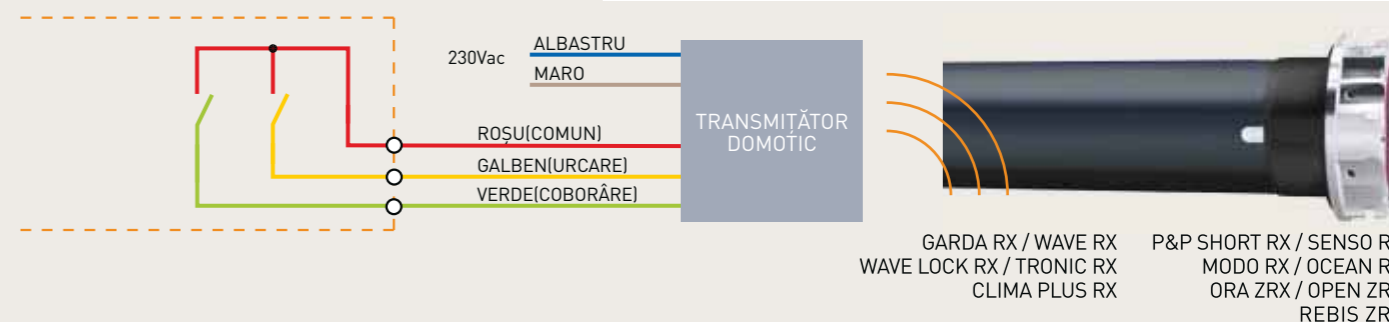 230Vac
ALBASTRU
MARO
ROȘU(COMUN)
GALBEN(URCARE)
VERDE(COBORÂRE)
TRANSMIȚĂTOR
DOMOTIC
GARDA RX / WAVE RX
WAVE LOCK RX / TRONIC RX
CLIMA PLUS RX
P&P SHORT RX / SENSO R
MODO RX / OCEAN R
ORA ZRX / OPEN ZR
REBIS ZR